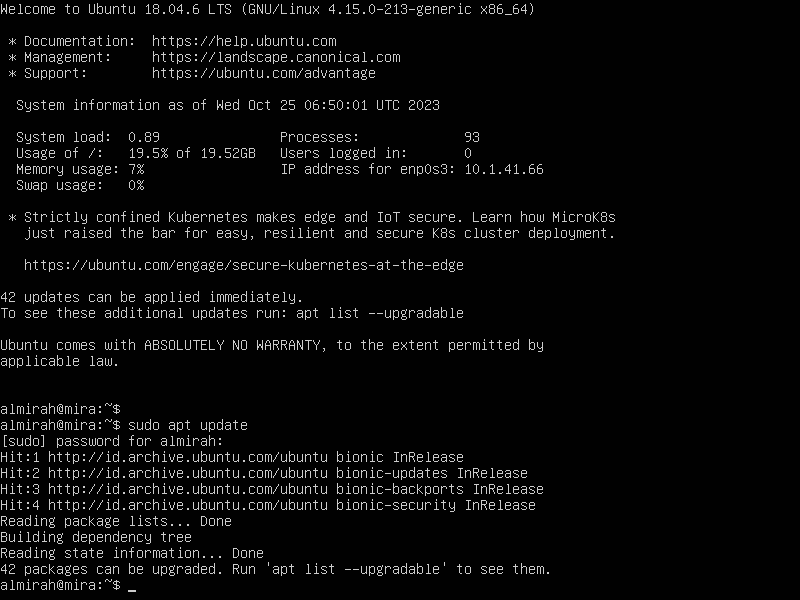 Welcome to Ubuntu 18.04.6 LTS (GNU/Linux 4.15.0-213-generic x86_64)
* Documentation:  https://help.ubuntu.com
* Management:     https://landscape.canonical.com
* Support:        https://ubuntu.com/advantage
System information as of Wed Oct 25 06:50:01 UTC 2023
System load:  0.89               Processes:             93
Usage of /:   19.5% of 19.52GB   Users logged in:       0
Memory usage: 7%                 IP address for enp0s3: 10.1.41.66
Swap usage:   0%
* Strictly confined Kubernetes makes edge and IoT secure. Learn how MicroK8s
just raised the bar for easy, resilient and secure K8s cluster deployment.
https://ubuntu.com/engage/secure-kubernetes-at-the-edge
42 updates can be applied immediately.
To see these additional updates run: apt list --upgradable
Ubuntu comes with ABSOLUTELY NO WARRANTY, to the extent permitted by
applicable law.
almirah@mira:~$
almirah@mira:~$ sudo apt update
[sudo] password for almirah:
Hit:1 http://id.archive.ubuntu.com/ubuntu bionic InRelease
Hit:2 http://id.archive.ubuntu.com/ubuntu bionic-updates InRelease
Hit:3 http://id.archive.ubuntu.com/ubuntu bionic-backports InRelease
Hit:4 http://id.archive.ubuntu.com/ubuntu bionic-security InRelease
Reading package lists... Done
Building dependency tree
Reading state information... Done
42 packages can be upgraded. Run 'apt list --upgradable' to see them.
almirah@mira:~$ _